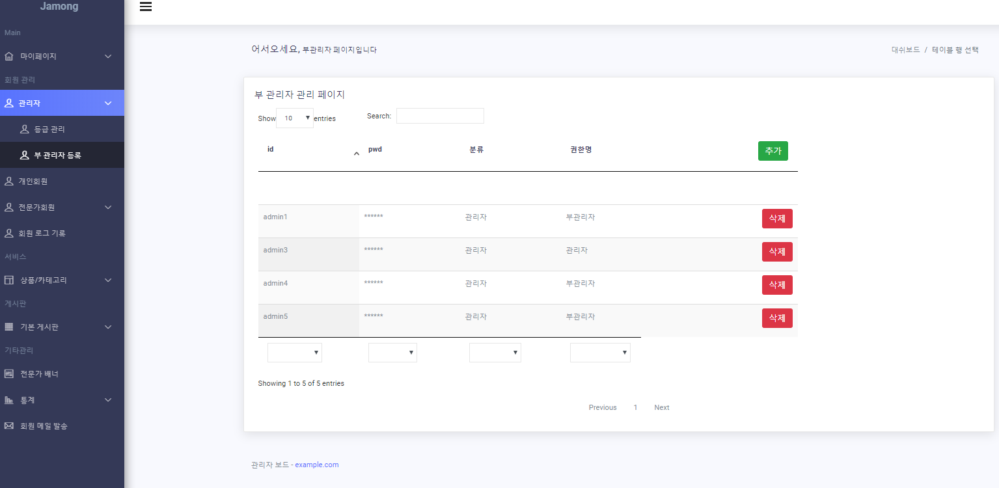 Jamong
Main
마이페이지
회원 관리
관리자
등급 관리
부 관리자 등록
개인회원
전문가회원
회원 로그 기록
서비스
상품/카테고리
게시판
기본 게시판
기타관리
전문가 배너
통계
회원 메일 발송
어서오세요, 부관리자 페이지입니다
대쉬보드 / 테이블 행 선택
부 관리자 관리 페이지
Show 10 entries Search:
id pwd 분류 권한명 추가
admin1 ****** 관리자 부관리자 삭제
admin3 ****** 관리자 관리자 삭제
admin4 ****** 관리자 부관리자 삭제
admin5 ****** 관리자 부관리자 삭제
Showing 1 to 5 of 5 entries
Previous 1 Next
관리자 보드 - example.com